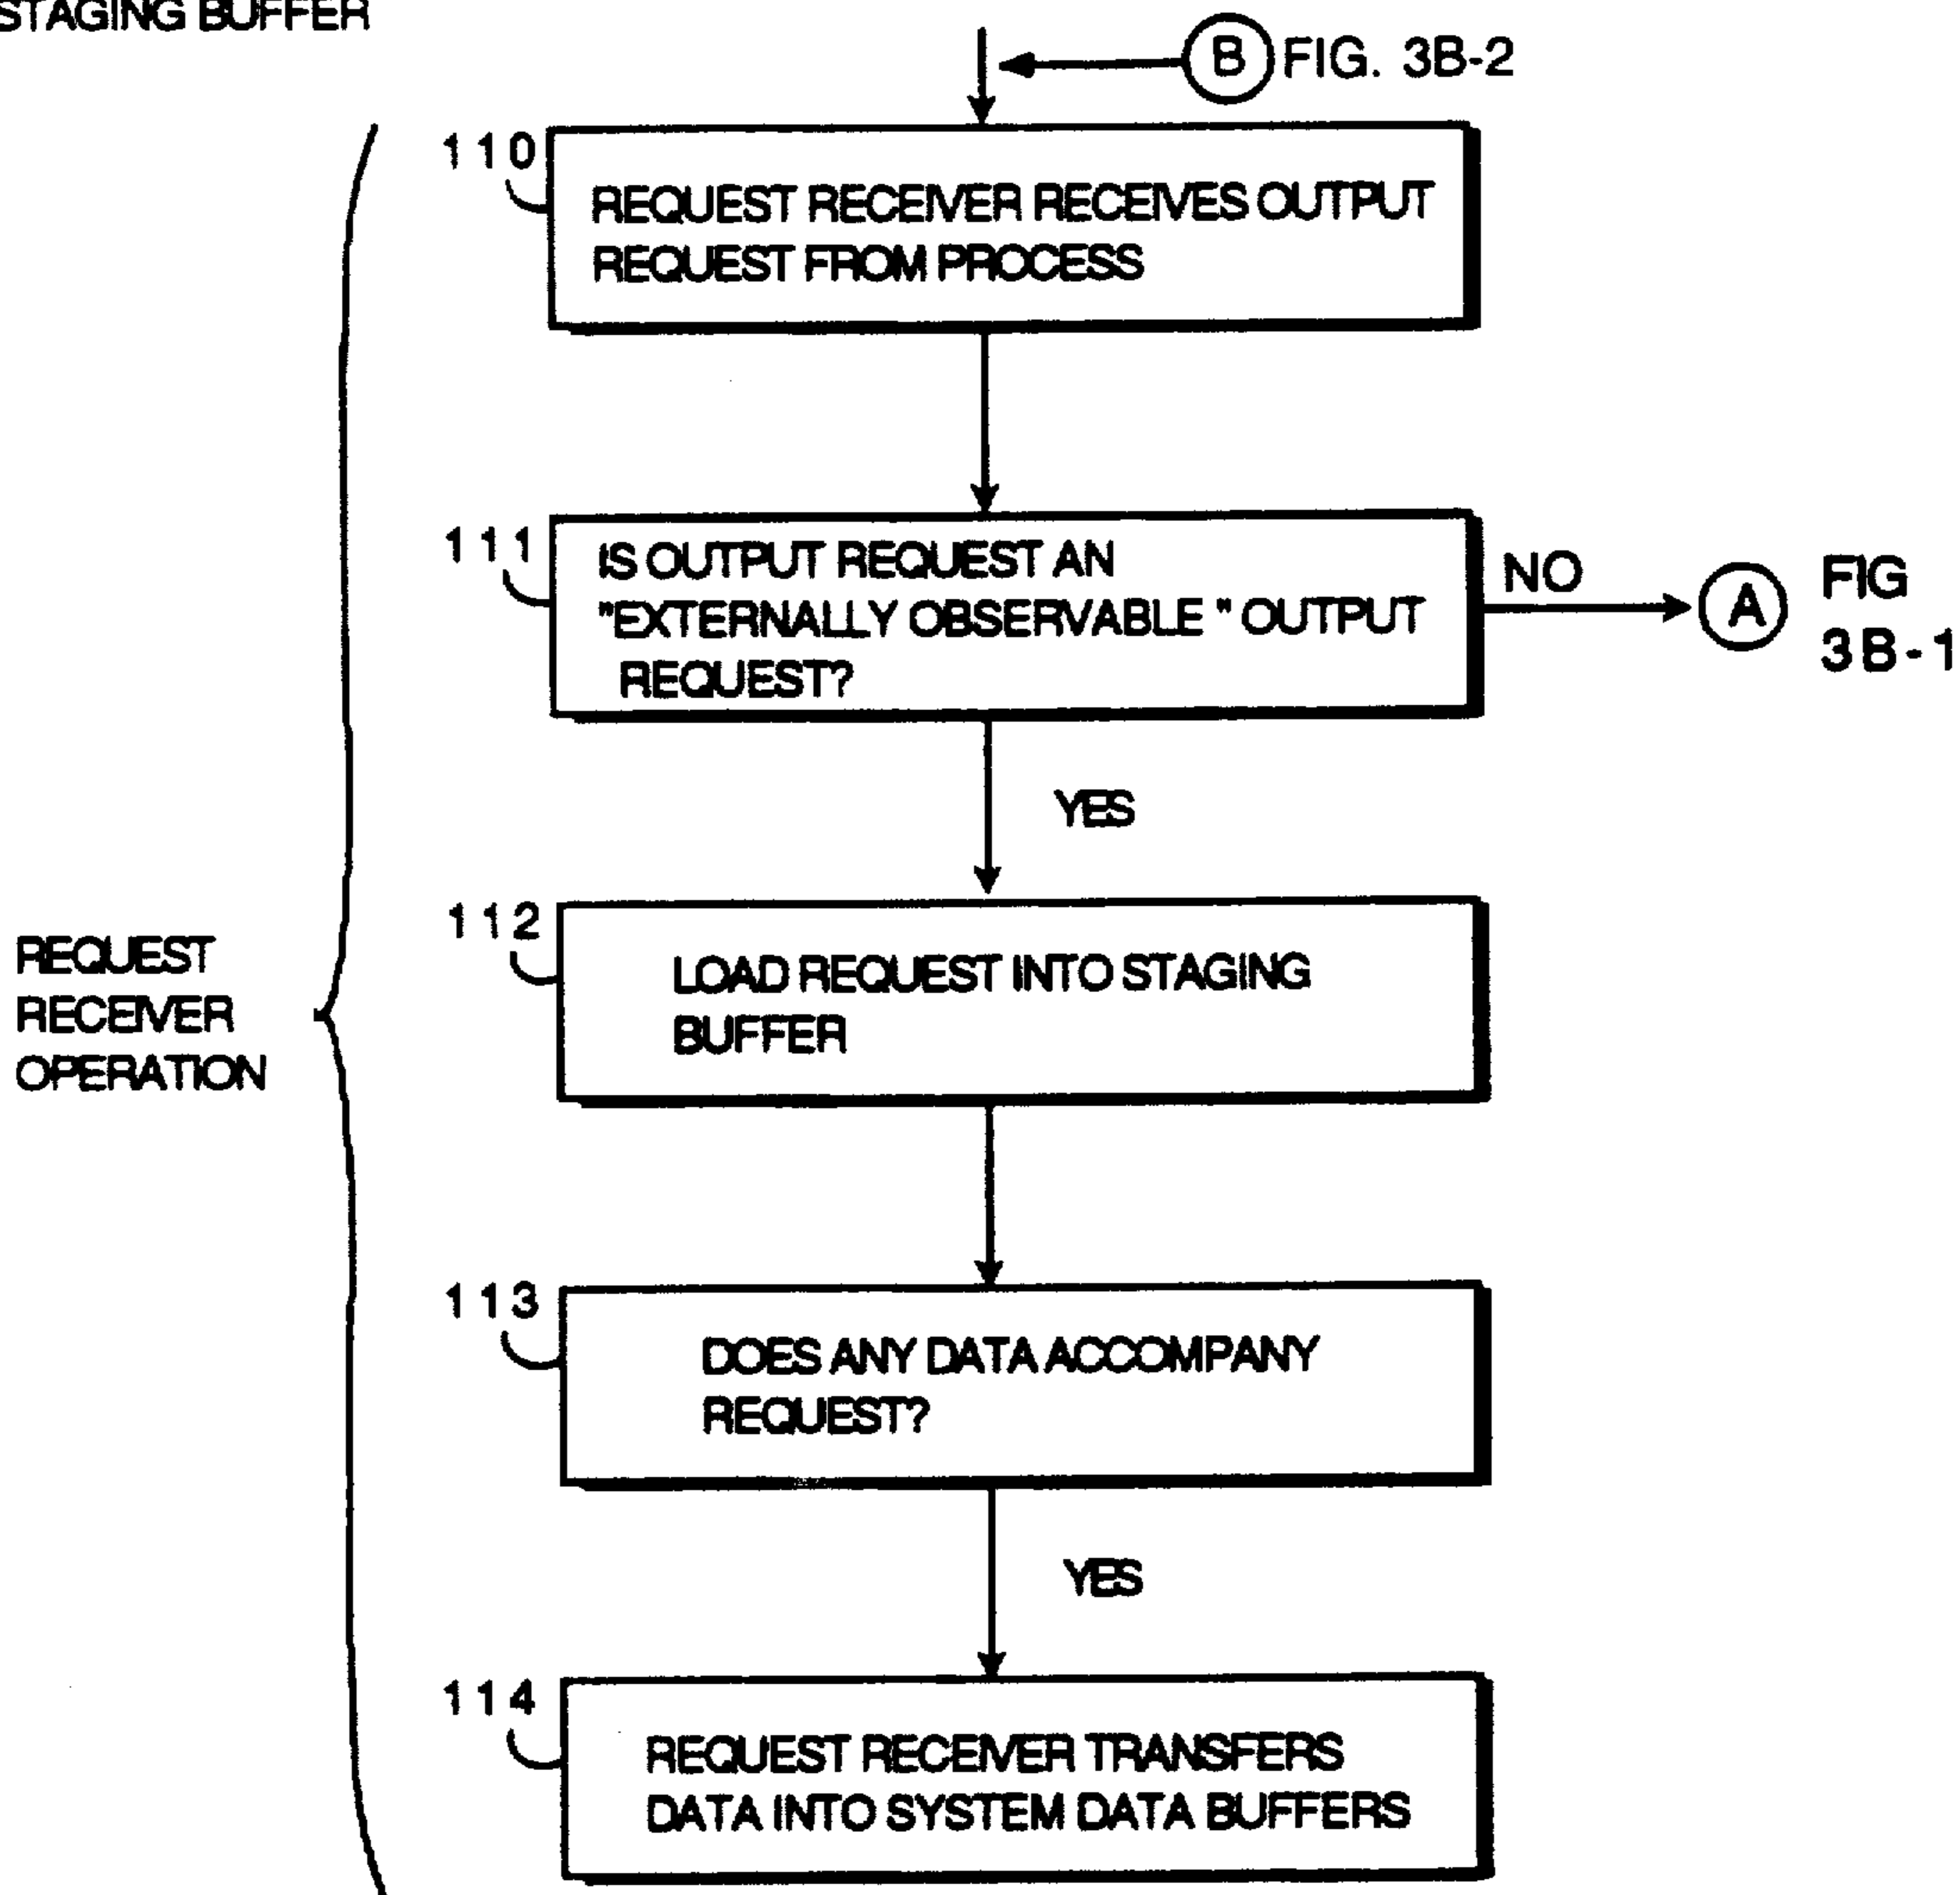 STAGING BUFFER
B FIG. 3B-2
110
REQUEST RECEIVER RECEIVES OUTPUT
REQUEST FROM PROCESS
111
IS OUTPUT REQUEST AN
"EXTERNALLY OBSERVABLE " OUTPUT
REQUEST?
NO
A
FIG
3B-1
YES
112
LOAD REQUEST INTO STAGING
BUFFER
REQUEST
RECEIVER
OPERATION
113
DOES ANY DATA ACCOMPANY
REQUEST?
YES
114
REQUEST RECEIVER TRANSFERS
DATA INTO SYSTEM DATA BUFFERS